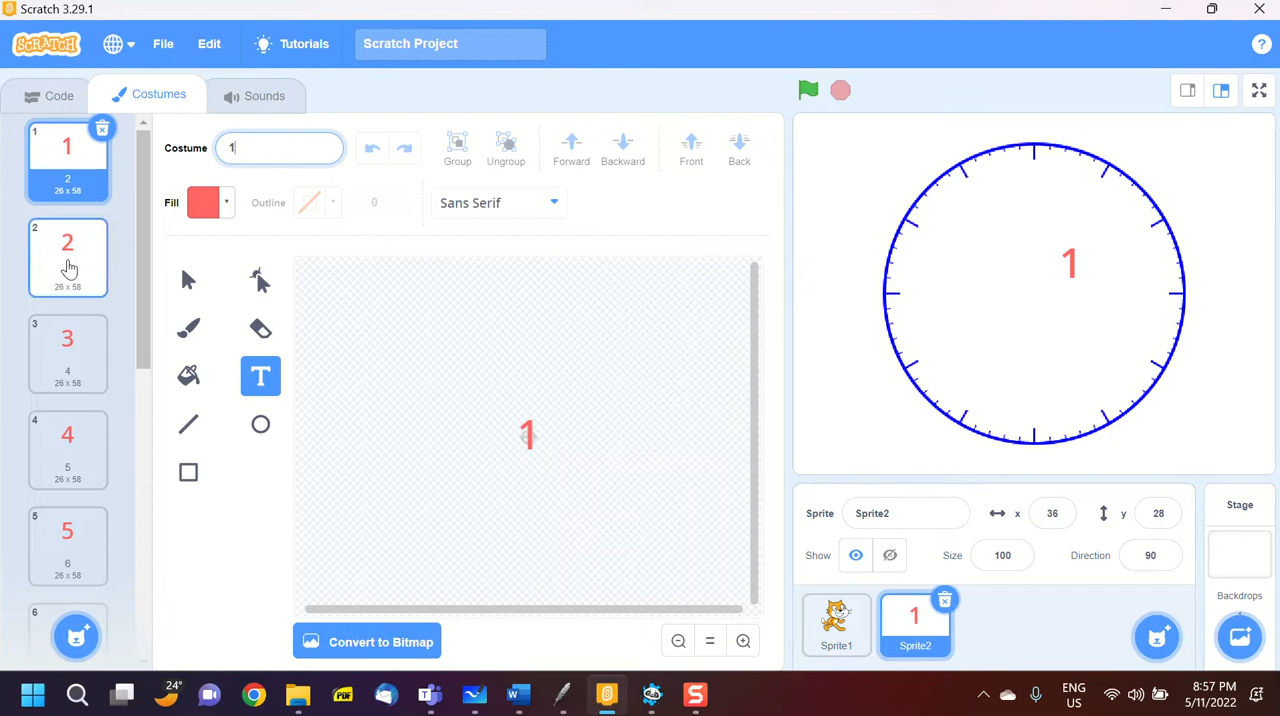 Scratch 3.29.1
SCRATCH File Edit Tutorials Scratch Project ?
Code Costumes Sounds
1 1 2 26 x 58
2 2 26 x 58
3 3 4 26 x 58
4 4 5 26 x 58
5 5 6 26 x 58
6
Costume 1 Group Ungroup Forward Backward Front Back
Fill Outline 0 Sans Serif
T
1
Convert to Bitmap
1
Sprite Sprite2 x 36 y 28
Show Size 100 Direction 90
Sprite1
1
Sprite2
Stage
Backdrops
24°
PDF
W
S
ENG
US
8:57 PM
5/11/2022